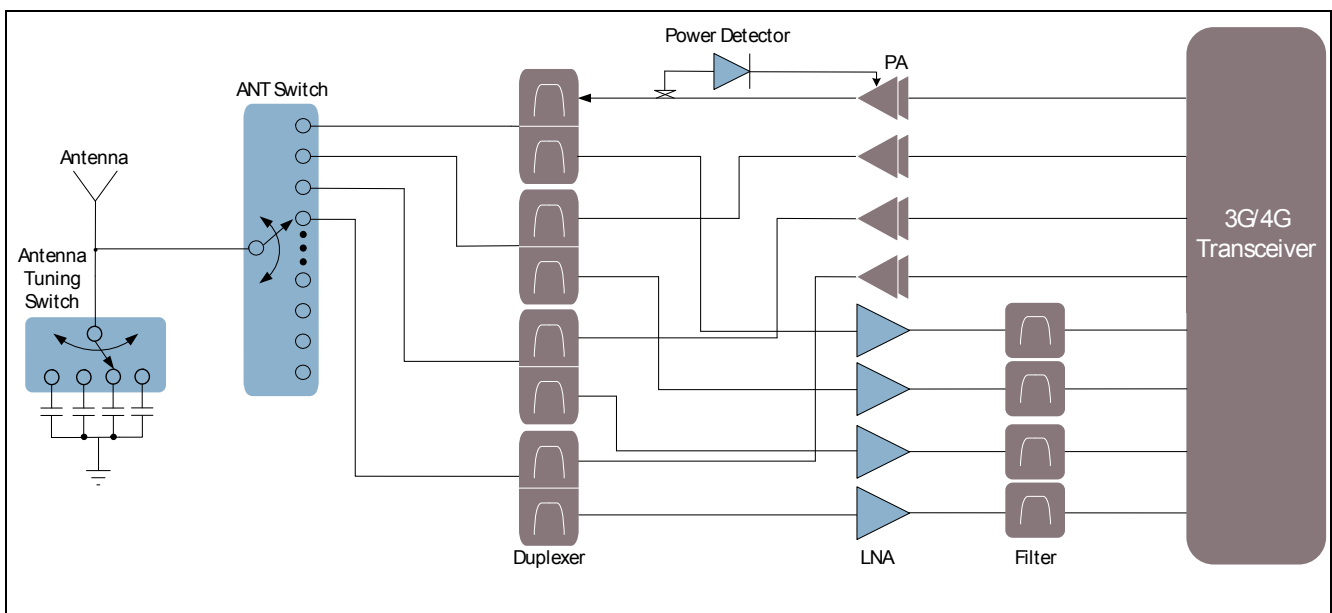 Power Detector
PA
ANT Switch
Antenna
Antenna
Tuning
Switch
3G/4G
Transceiver
Duplexer
LNA
Filter